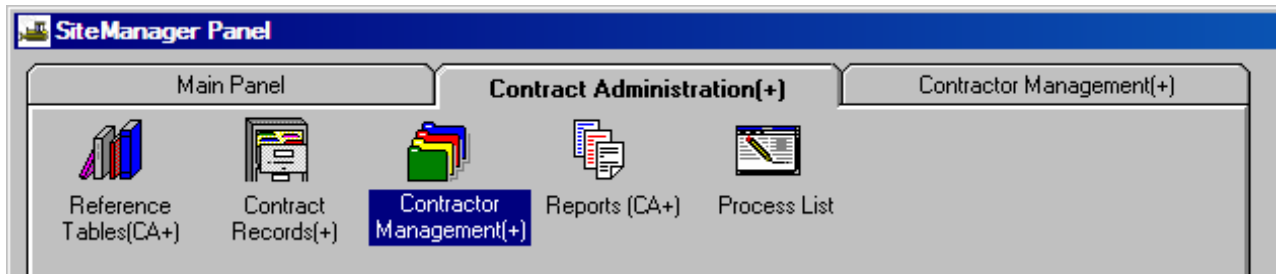 SiteManager Panel
Main Panel
Contract Administration(+)
Contractor Management(+)
Reference
Tables(CA+)
Contract
Records(+)
Contractor
Management(+)
Reports (CA+)
Process List